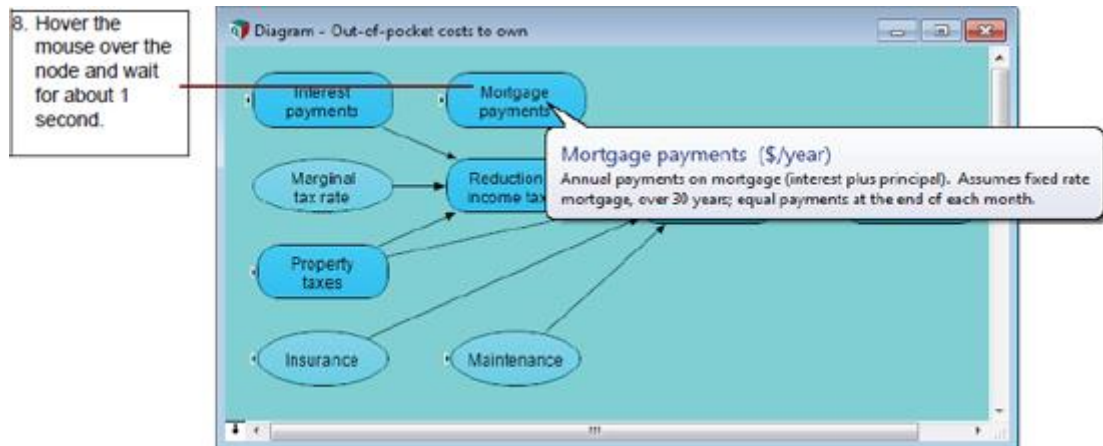 8. Hover the
mouse over the
node and wait
for about 1
second.
Diagram - Out-of-pocket costs to own
Interest
payments
Mortgage
payments
Mortgage payments ($/year)
Annual payments on mortgage (interest plus principal). Assumes fixed rate
mortgage, over 30 years; equal payments at the end of each month.
Marginal
tax rate
Reduction
income tax
Property
taxes
Insurance
Maintenance